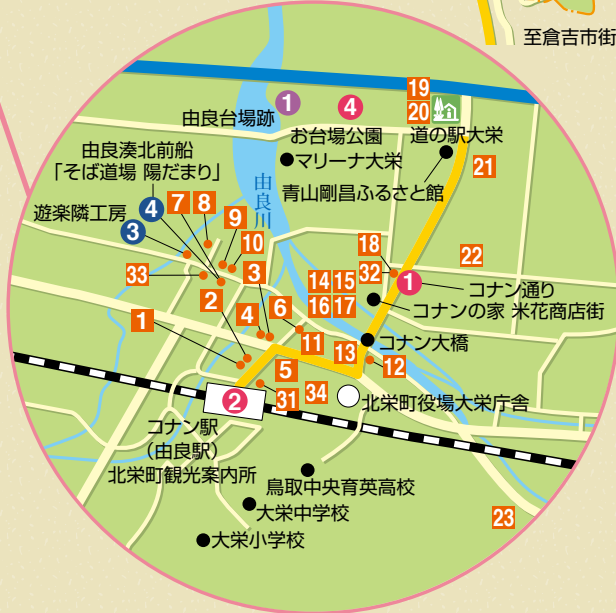 至倉吉市街
19
1
4
20
由良台場跡
お台場公園
道の駅大栄
由良湊北前船
「そば道場 陽だまり」
マリーナ大栄
青山剛昌ふるさと館
21
由良川
4
7
8
遊楽隣工房
3
9
10
18
22
33
3
14
15
32
1
コナン通り
2
16
17
コナンの家 米花商店街
1
4
6
11
13
コナン大橋
12
5
31
34
北栄町役場大栄庁舎
2
コナン駅
(由良駅)
北栄町観光案内所
鳥取中央育英高校
大栄中学校
23
大栄小学校